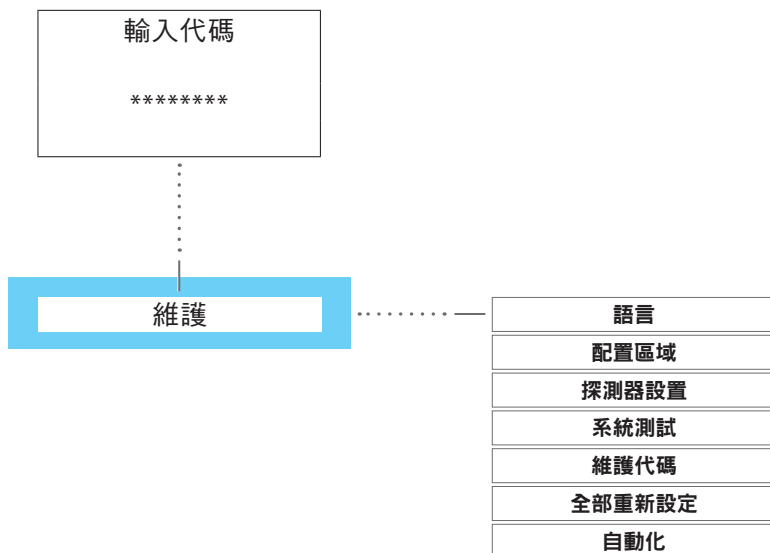 輸入代碼
********
維護
語言
配置區域
探測器設置
系統測試
維護代碼
全部重新設定
自動化